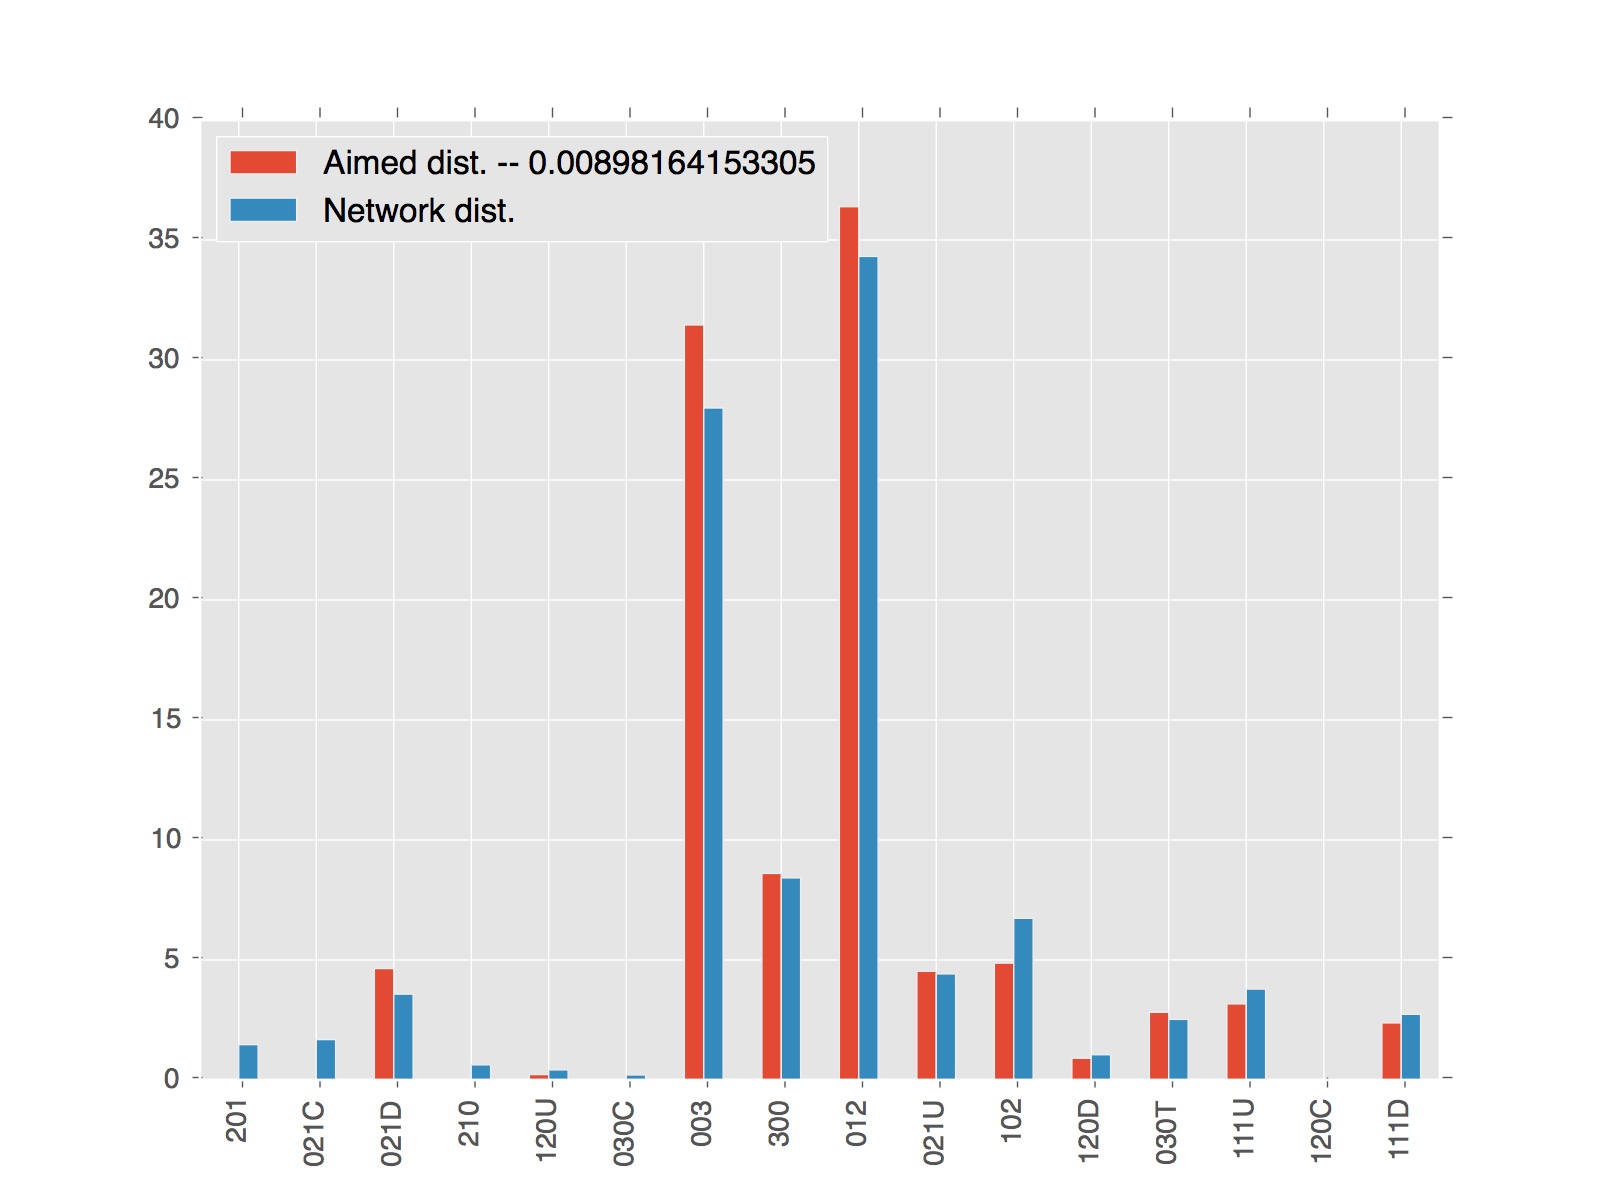 Aimed dist. -- 0.00898164153305
Network dist.
40
35
30
25
20
15
10
5
0
201
021C
021D
210
120U
030C
003
300
012
021U
102
120D
030T
111U
120C
111D